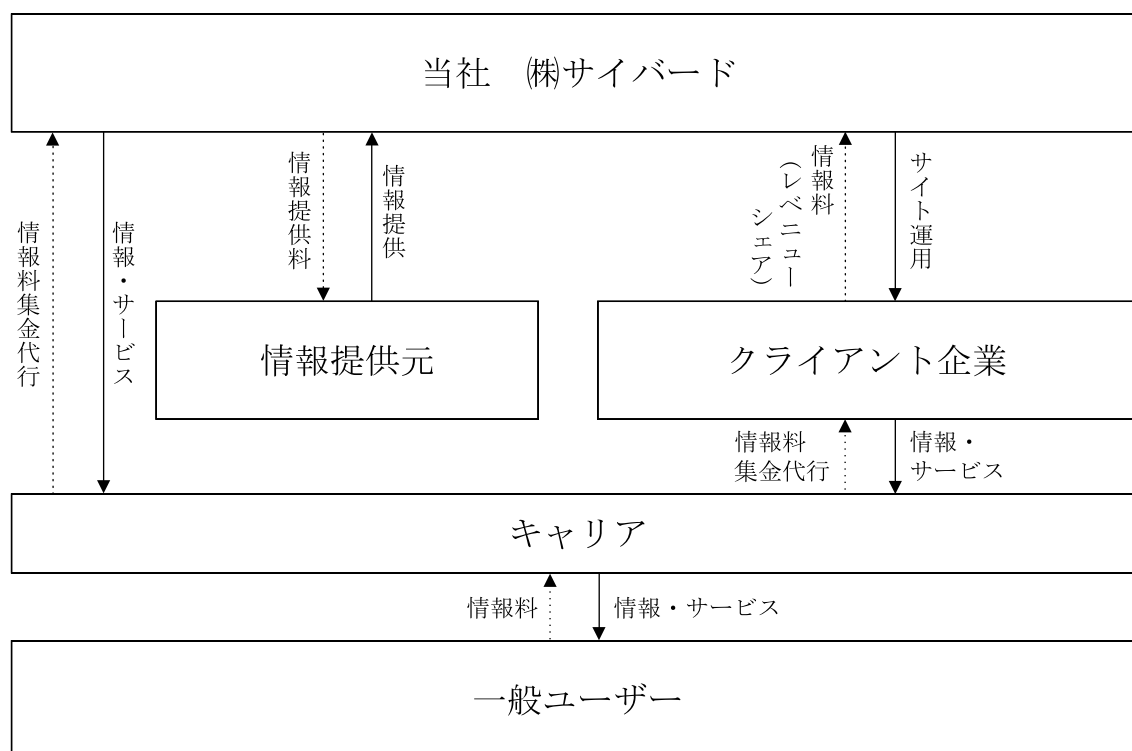 当社　㈱サイバード
情報料集金代行
情報・サービス
情報提供料
情報提供
情報料
(レベニュー
シェア)
サイト運用
情報提供元
クライアント企業
情報料
集金代行
情報・
サービス
キャリア
情報料
情報・サービス
一般ユーザー